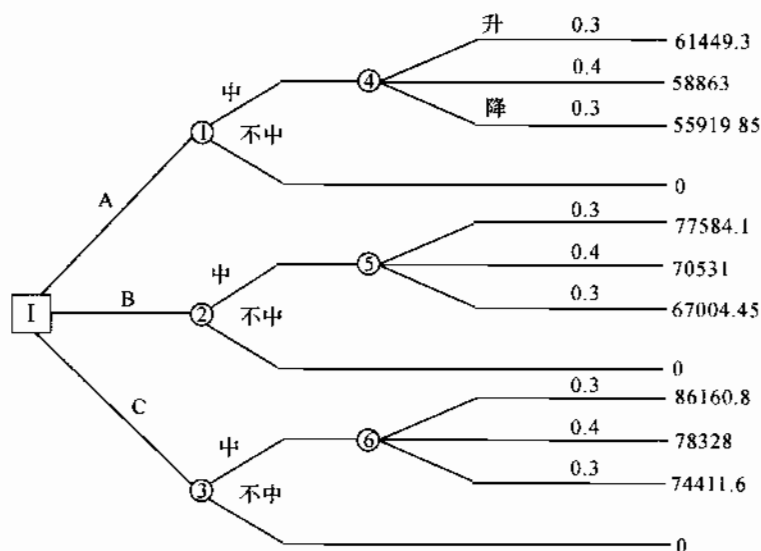 升 0.3 61449.3
0.4 58863
中 ④
降 0.3 55919 85
① 不中
0
A
0.3 77584.1
中 ⑤ 0.4 70531
0.3 67004.45
I B ② 不中
0
0.3 86160.8
C
中 ⑥ 0.4 78328
0.3 74411.6
③ 不中
0